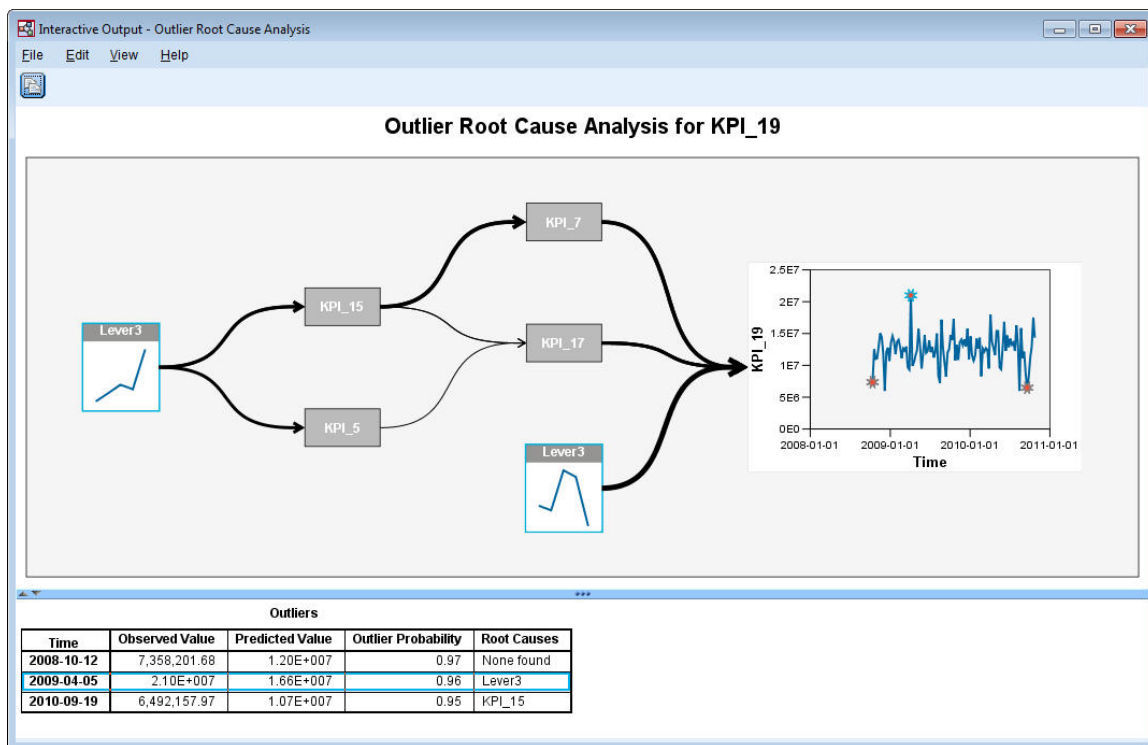 Interactive Output - Outlier Root Cause Analysis
File Edit View Help
Outlier Root Cause Analysis for KPI_19
KPI_7
KPI_15
Lever3
KPI_17
KPI_5
Lever3
KPI_19
2.5E7
2E7
1.5E7
1E7
5E6
0E0
2008-01-01 2009-01-01 2010-01-01 2011-01-01
Time
Outliers
Time Observed Value Predicted Value Outlier Probability Root Causes
2008-10-12 7,358,201.68 1.20E+007 0.97 None found
2009-04-05 2.10E+007 1.66E+007 0.96 Lever3
2010-09-19 6,492,157.97 1.07E+007 0.95 KPI_15